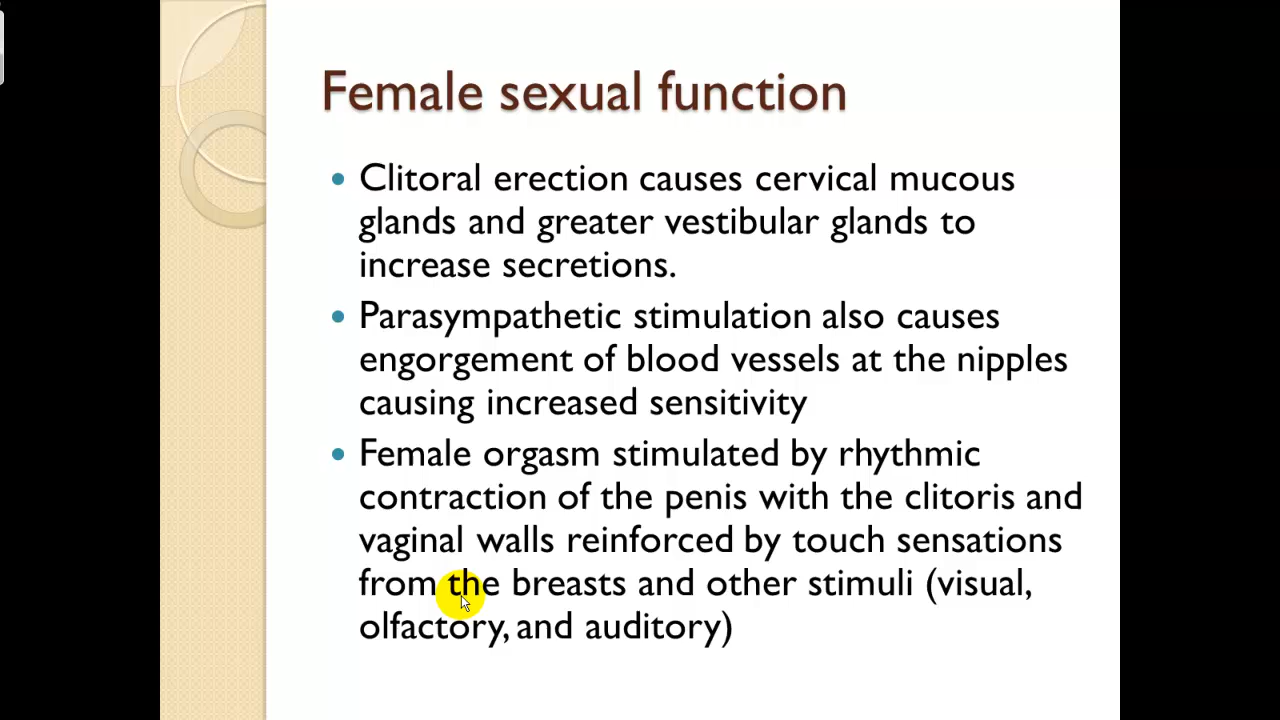 Female sexual function
• Clitoral erection causes cervical mucous
glands and greater vestibular glands to
increase secretions.
• Parasympathetic stimulation also causes
engorgement of blood vessels at the nipples
causing increased sensitivity
• Female orgasm stimulated by rhythmic
contraction of the penis with the clitoris and
vaginal walls reinforced by touch sensations
from the breasts and other stimuli (visual,
olfactory, and auditory)